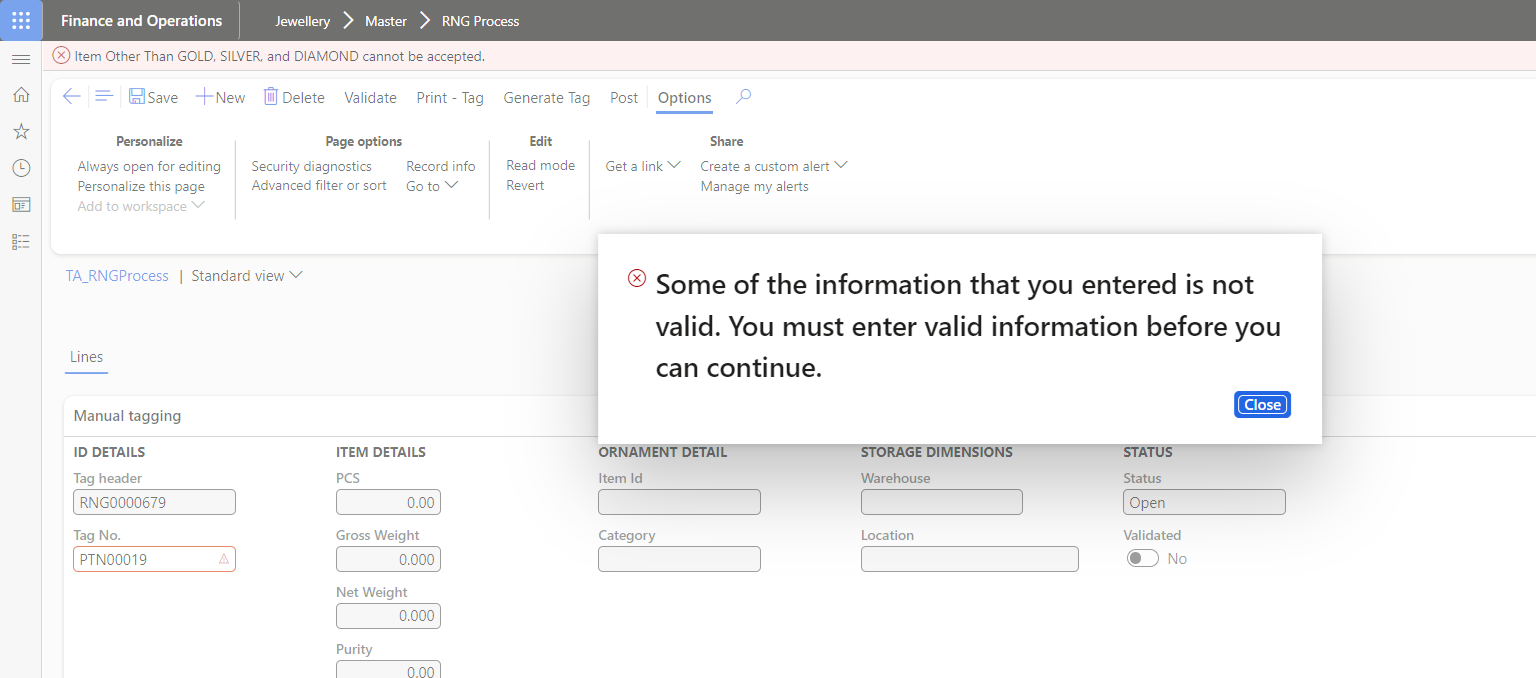 Finance and Operations
Jewellery Master RNG Process
Item Other Than GOLD, SILVER, and DIAMOND cannot be accepted.
Save New Delete Validate Print - Tag Generate Tag Post Options
Personalize
Always open for editing
Personalize this page
Add to workspace
Page options
Security diagnostics
Advanced filter or sort
Record info
Go to
Edit
Read mode
Revert
Share
Get a link
Create a custom alert
Manage my alerts
TA_RNGProcess | Standard view
Some of the information that you entered is not
valid. You must enter valid information before you
can continue.
Close
Lines
Manual tagging
ID DETAILS
Tag header
RNG0000679
Tag No.
PTN00019
ITEM DETAILS
PCS
0.00
Gross Weight
0.000
Net Weight
0.000
Purity
0.00
ORNAMENT DETAIL
Item Id
Category
STORAGE DIMENSIONS
Warehouse
Location
STATUS
Status
Open
Validated
No